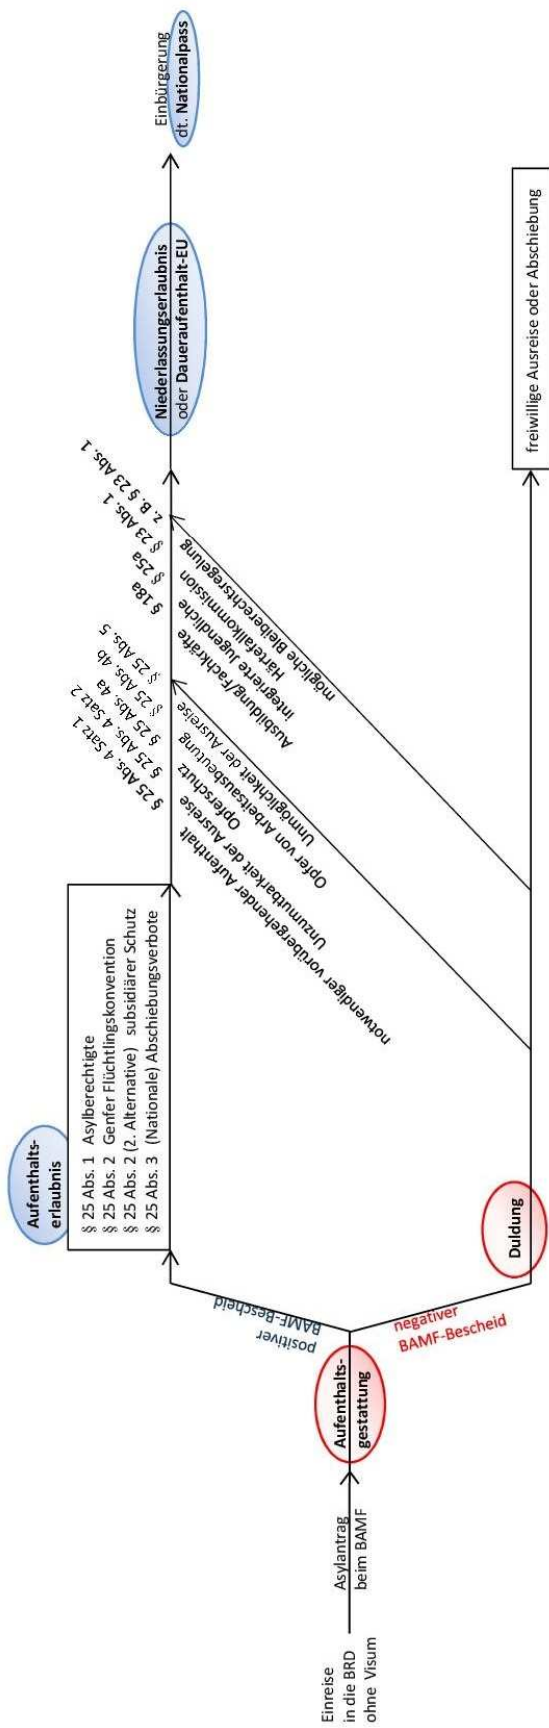 Einreise
in die BRD
ohne Visum
Asylantrag
beim BAMF
Aufenthalts-
gestattung
positiver
BAMF-Bescheid
negativer
BAMF-Bescheid
Aufenthalts-
erlaubnis
§ 25 Abs. 1 Asylberechtigte
§ 25 Abs. 2 Genfer Flüchtlingskonvention
§ 25 Abs. 2 (2. Alternative) subsidiärer Schutz
§ 25 Abs. 3 (Nationale) Abschiebungsverbote
Duldung
notwendiger vorübergehender Aufenthalt § 25 Abs. 4 Satz 1
Unzumutbarkeit der Ausreise § 25 Abs. 4 Satz 2
Opferschutz § 25 Abs. 4a
Opfer von Arbeitsausbeutung § 25 Abs. 4b
Unmöglichkeit der Ausreise § 25 Abs. 5
Ausbildung/Fachkräfte § 18a
integrierte Jugendliche § 25a
Härtefallkommission § 23 Abs. 1
mögliche Bleiberechtsregelung z. B. § 23 Abs. 1
Niederlassungserlaubnis
oder Daueraufenthalt-EU
Einbürgerung
dt. Nationalpass
freiwillige Ausreise oder Abschiebung